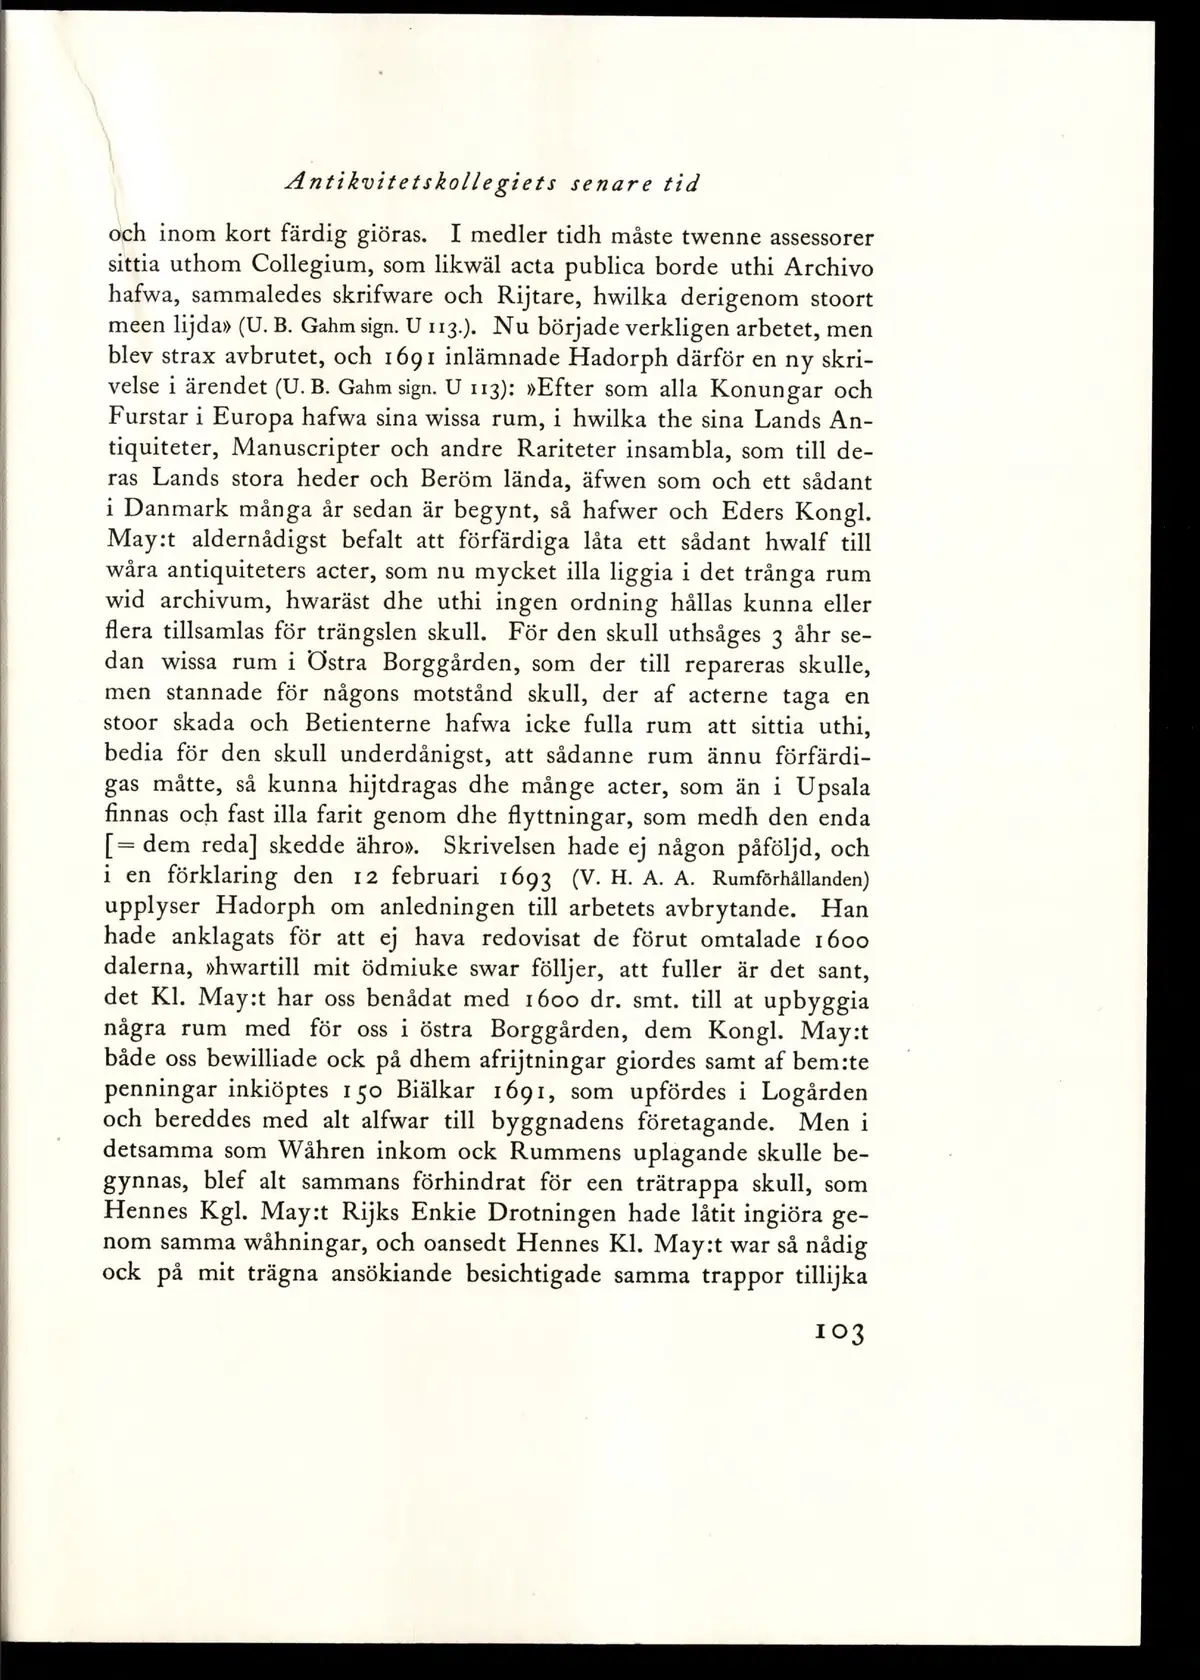 Antikvitetskollegiets senare tid
och inom kort färdig giöras. I medler tidh måste twenne assessorer
sittia uthom Collegium, som likwäl acta publica borde uthi Archivo
hafwa, sammaledes skrifware och Rijtare, hwilka derigenom stoort
meen lijda» (U. B. Gahm sign. U 113.). Nu började verkligen arbetet, men
blev strax avbrutet, och 1691 inlämnade Hadorph därför en ny skri-
velse i ärendet (U. B. Gahm sign. U 113): »Efter som alla Konungar och
Furstar i Europa hafwa sina wissa rum, i hwilka the sina Lands An-
tiquiteter, Manuscripter och andre Rariteter insambla, som till de-
ras Lands stora heder och Beröm lända, äfwen som och ett sådant
i Danmark många år sedan är begynt, så hafwer och Eders Kongl.
May:t aldernådigst befalt att förfärdiga låta ett sådant hwalf till
wåra antiquiteters acter, som nu mycket illa liggia i det trånga rum
wid archivum, hwaräst dhe uthi ingen ordning hållas kunna eller
flera tillsamlas för trängslen skull. För den skull uthsåges 3 åhr se-
dan wissa rum i Östra Borggården, som der till repareras skulle,
men stannade för någons motstånd skull, der af acterne taga en
stoor skada och Betienterne hafwa icke fulla rum att sittia uthi,
bedia för den skull underdånigst, att sådanne rum ännu förfärdi-
gas måtte, så kunna hijtdragas dhe månge acter, som än i Upsala
finnas och fast illa farit genom dhe flyttningar, som medh den enda
[= dem reda] skedde ähro». Skrivelsen hade ej någon påföljd, och
i en förklaring den 12 februari 1693 (V. H. A. A. Rumförhållanden)
upplyser Hadorph om anledningen till arbetets avbrytande. Han
hade anklagats för att ej hava redovisat de förut omtalade 1600
dalerna, »hwartill mit ödmiuke swar fölljer, att fuller är det sant,
det Kl. May:t har oss benådat med 1600 dr. smt. till at upbyggia
några rum med för oss i östra Borggården, dem Kongl. May:t
både oss bewilliade ock på dhem afrijtningar giordes samt af bem:te
penningar inkiöptes 150 Biälkar 1691, som upfördes i Logården
och bereddes med alt alfwar till byggnadens företagande. Men i
detsamma som Wåhren inkom ock Rummens uplagande skulle be-
gynnas, blef alt sammans förhindrat för een trätrappa skull, som
Hennes Kgl. May:t Rijks Enkie Drotningen hade låtit ingiöra ge-
nom samma wåhningar, och oansedt Hennes Kl. May:t war så nådig
ock på mit trägna ansökiande besichtigade samma trappor tillijka
103